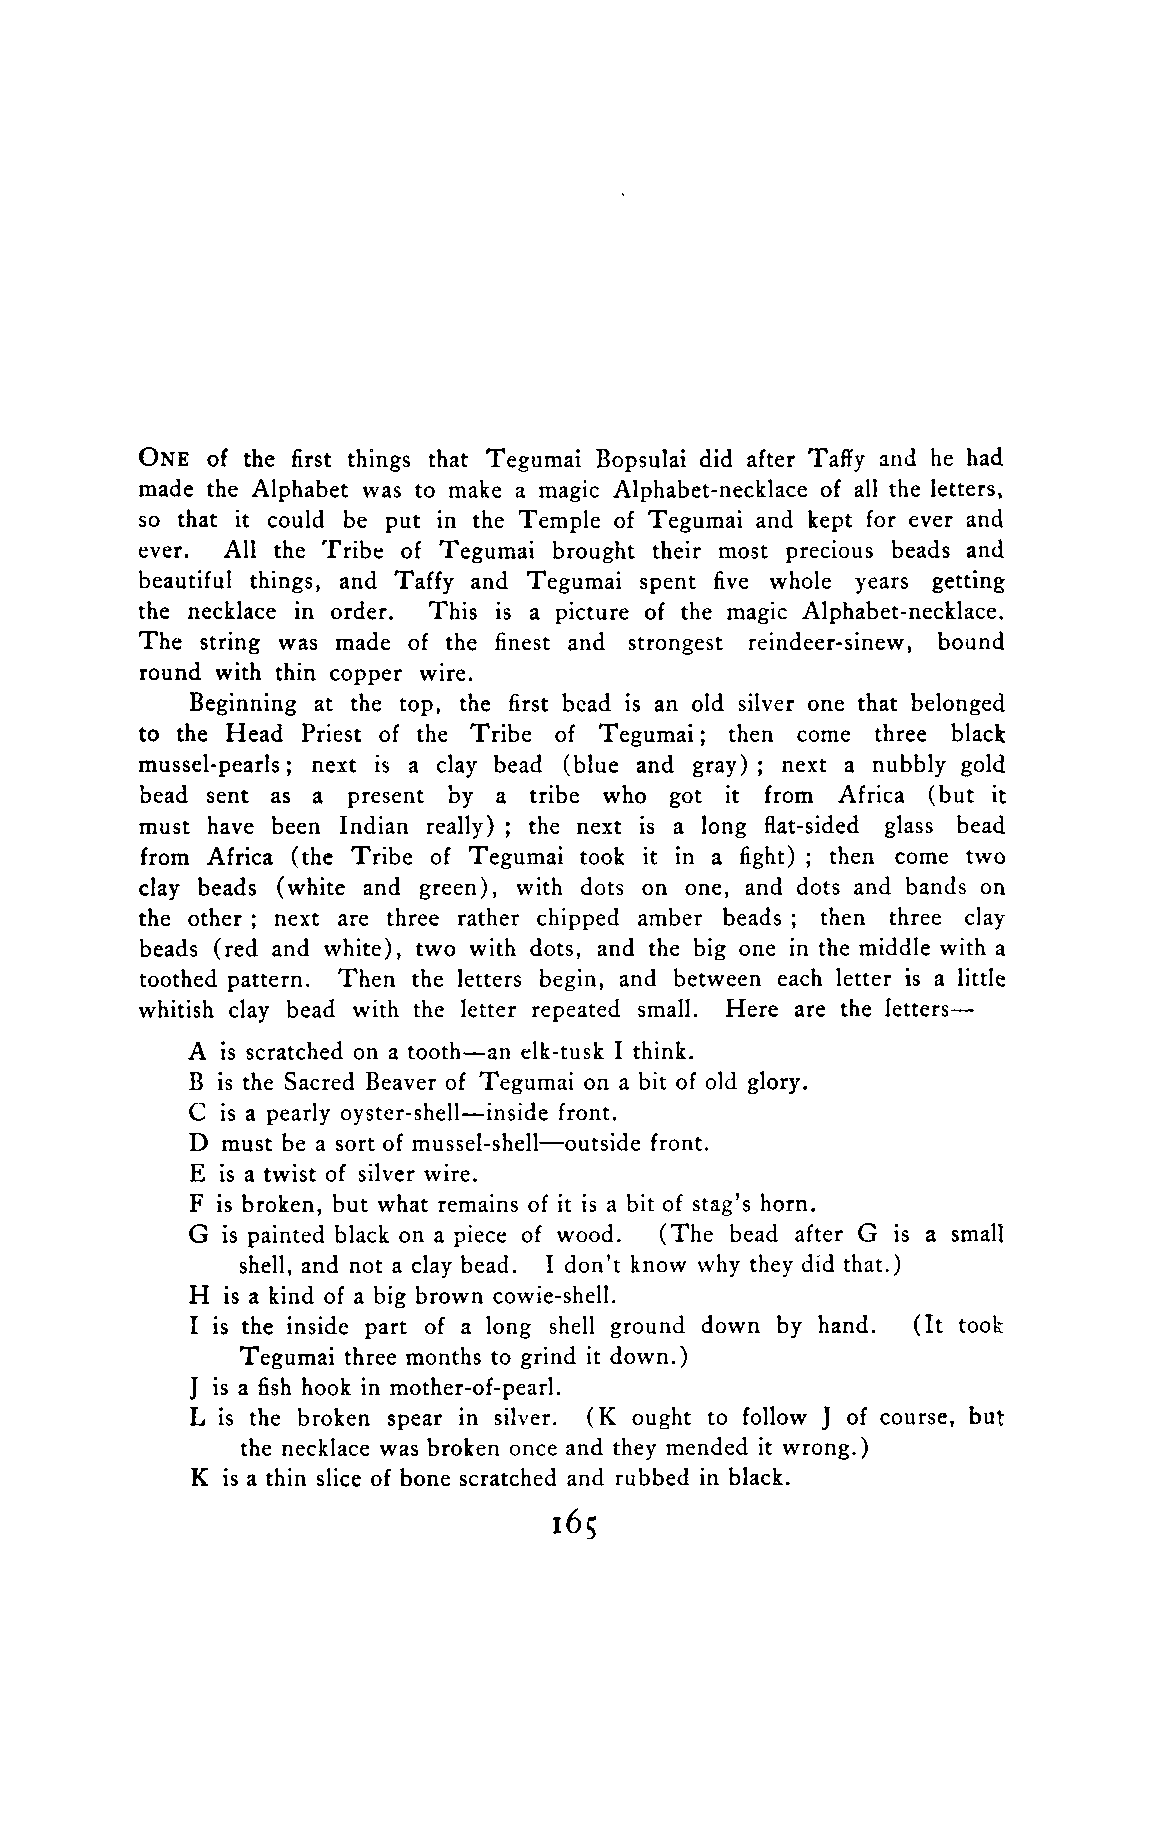 ONE of the first things that Tegumai Bopsulai did after Taffy and he had
made the Alphabet was to make a magic Alphabet-necklace of all the letters,
so that it could be put in the Temple of Tegumai and kept for ever and
ever. All the Tribe of Tegumai brought their most precious beads and
beautiful things, and Taffy and Tegumai spent five whole years getting
the necklace in order. This is a picture of the magic Alphabet-necklace.
The string was made of the finest and strongest reindeer-sinew, bound
round with thin copper wire.
Beginning at the top, the first bead is an old silver one that belonged
to the Head Priest of the Tribe of Tegumai; then come three black
mussel-pearls; next is a clay bead (blue and gray); next a nubbly gold
bead sent as a present by a tribe who got it from Africa (but it
must have been Indian really); the next is a long flat-sided glass bead
from Africa (the Tribe of Tegumai took it in a fight); then come two
clay beads (white and green), with dots on one, and dots and bands on
the other; next are three rather chipped amber beads; then three clay
beads (red and white), two with dots, and the big one in the middle with a
toothed pattern. Then the letters begin, and between each letter is a little
whitish clay bead with the letter repeated small. Here are the letters—
A is scratched on a tooth—an elk-tusk I think.
B is the Sacred Beaver of Tegumai on a bit of old glory.
C is a pearly oyster-shell—inside front.
D must be a sort of mussel-shell—outside front.
E is a twist of silver wire.
F is broken, but what remains of it is a bit of stag's horn.
G is painted black on a piece of wood. (The bead after G is a small
shell, and not a clay bead. I don't know why they did that.)
H is a kind of a big brown cowie-shell.
I is the inside part of a long shell ground down by hand. (It took
Tegumai three months to grind it down.)
J is a fish hook in mother-of-pearl.
L is the broken spear in silver. (K ought to follow J of course, but
the necklace was broken once and they mended it wrong.)
K is a thin slice of bone scratched and rubbed in black.
165